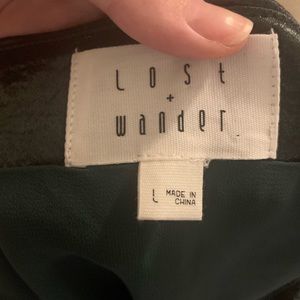 Lost
+
wander
L
MADE IN
CHINA